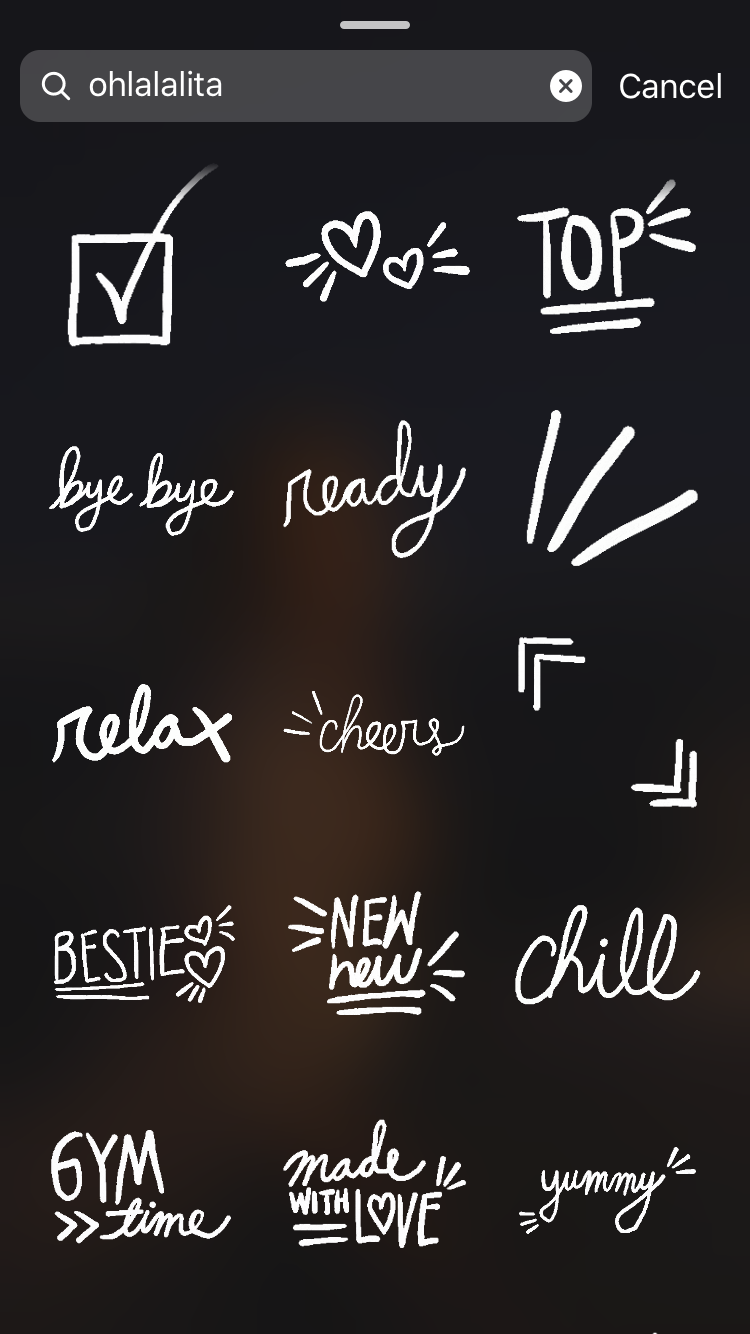 ohlalalita
Cancel
TOP
bye bye
ready
relax
cheers
BESTIE
NEW
new
chill
GYM
>> time
made
WITH LOVE
yummy